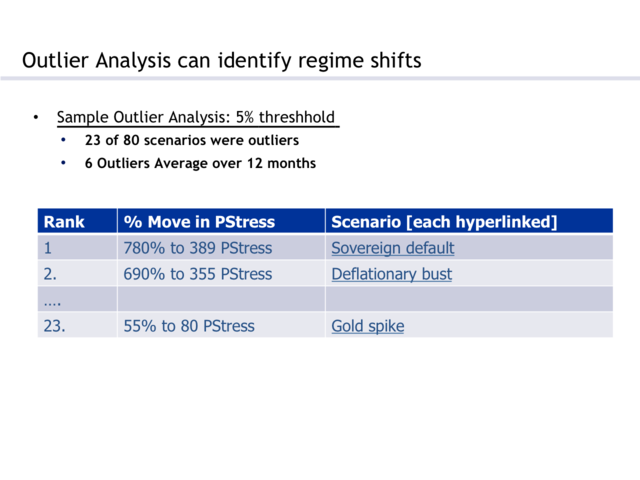 Outlier Analysis can identify regime shifts
• Sample Outlier Analysis: 5% threshhold
• 23 of 80 scenarios were outliers
• 6 Outliers Average over 12 months
Rank % Move in PStress Scenario [each hyperlinked]
1 780% to 389 PStress Sovereign default
2. 690% to 355 PStress Deflationary bust
….
23. 55% to 80 PStress Gold spike